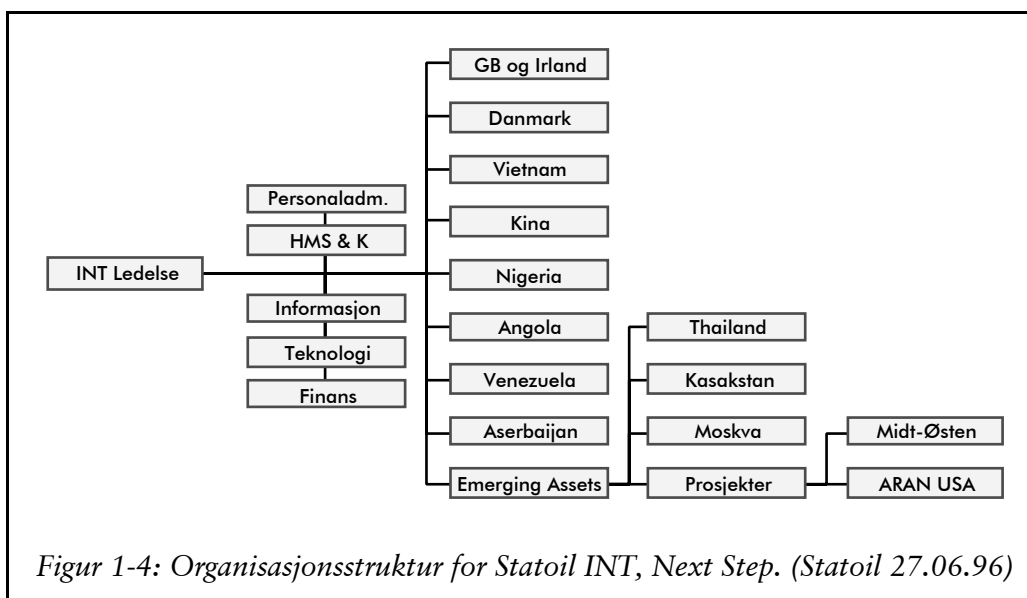 INT Ledelse
Personaladm.
HMS & K
Informasjon
Teknologi
Finans
GB og Irland
Danmark
Vietnam
Kina
Nigeria
Angola
Venezuela
Aserbaijan
Emerging Assets
Thailand
Kasakstan
Moskva
Prosjekter
Midt-Østen
ARAN USA
Figur 1-4: Organisasjonsstruktur for Statoil INT, Next Step. (Statoil 27.06.96)